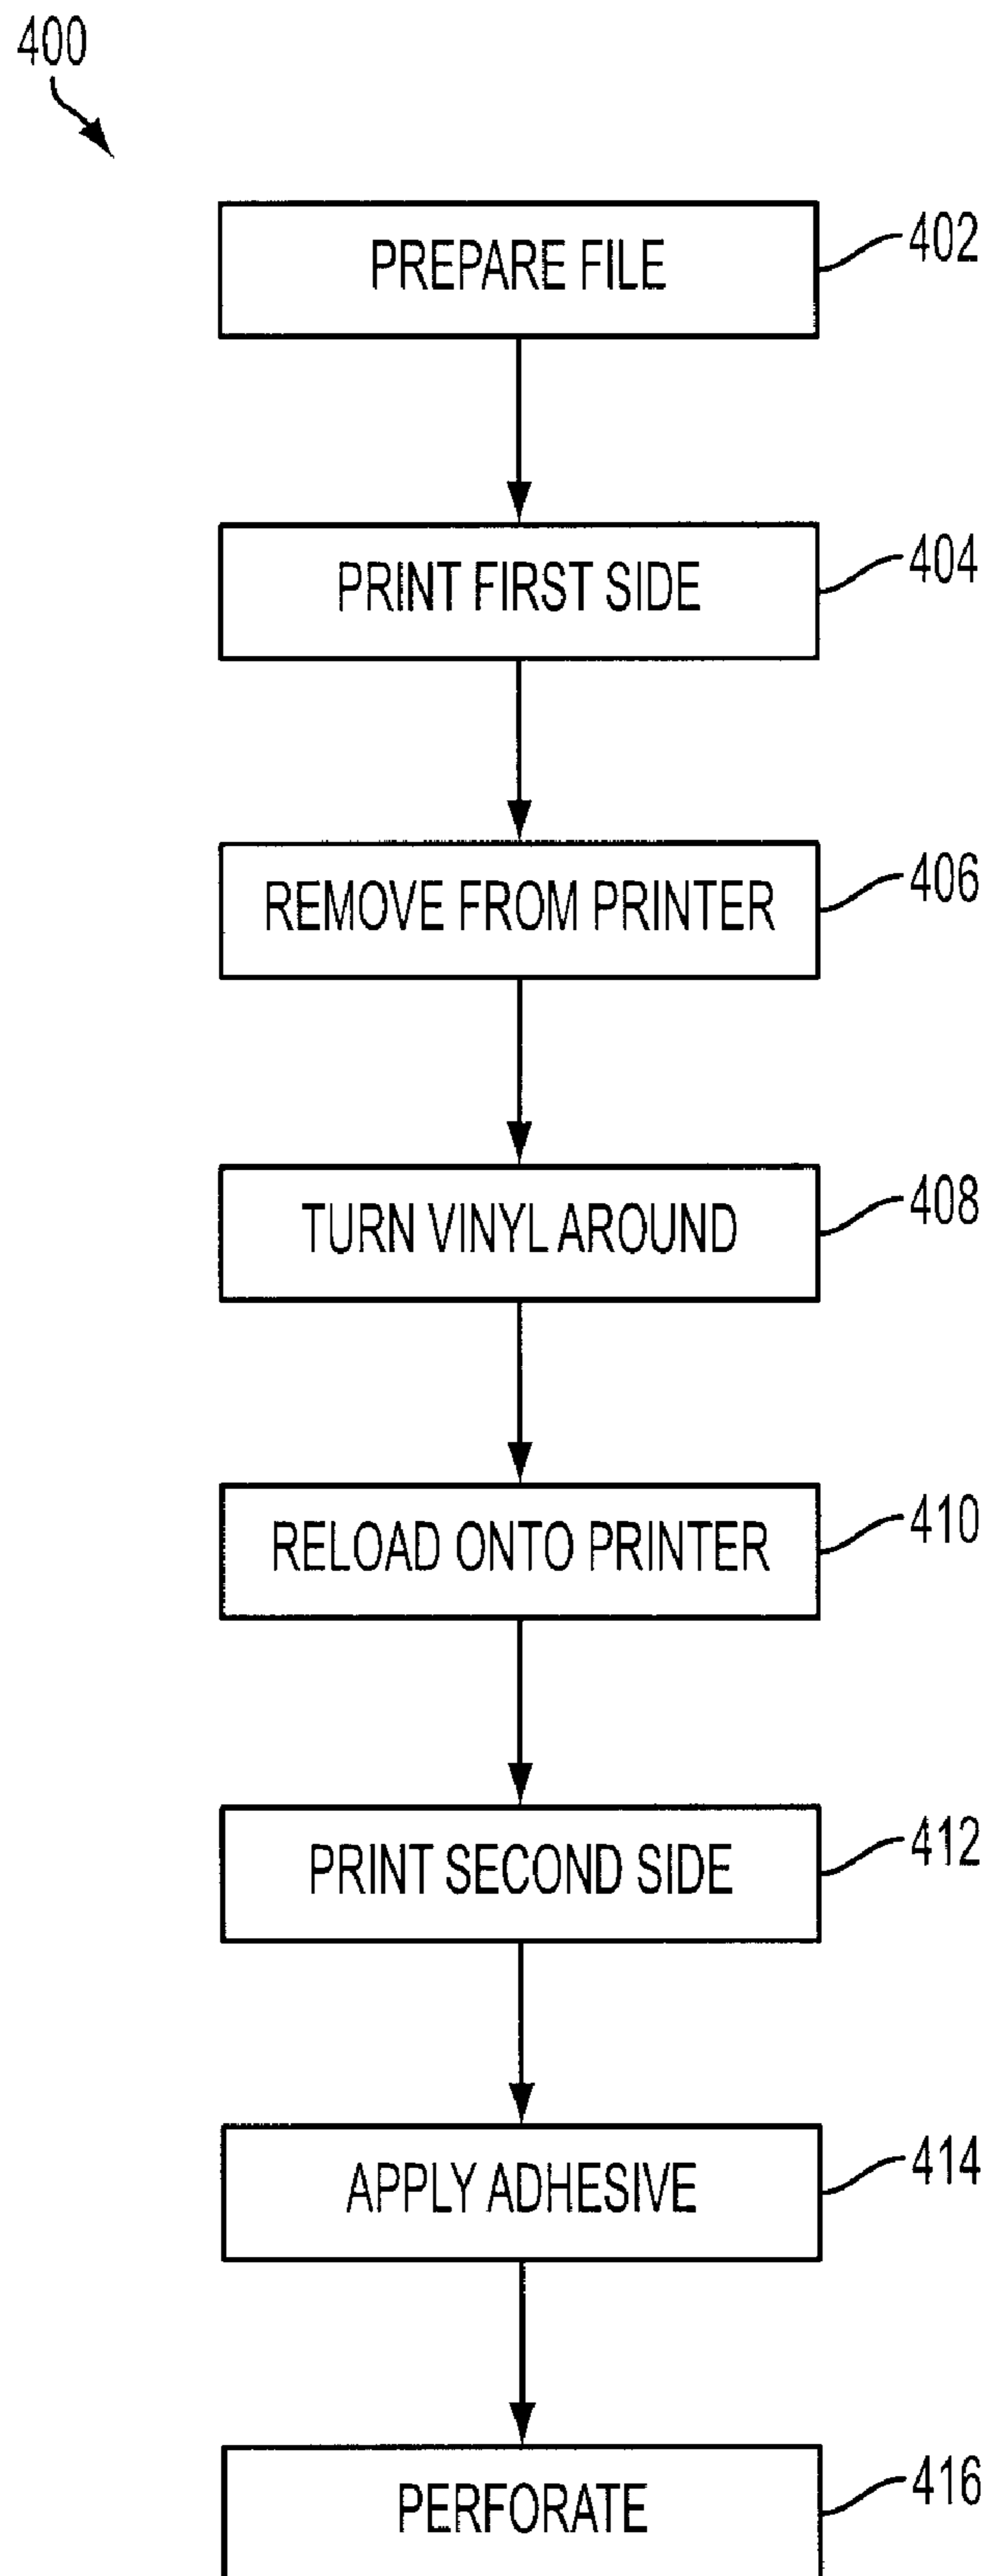 400
PREPARE FILE
402
PRINT FIRST SIDE
404
REMOVE FROM PRINTER
406
TURN VINYL AROUND
408
RELOAD ONTO PRINTER
410
PRINT SECOND SIDE
412
APPLY ADHESIVE
414
PERFORATE
416